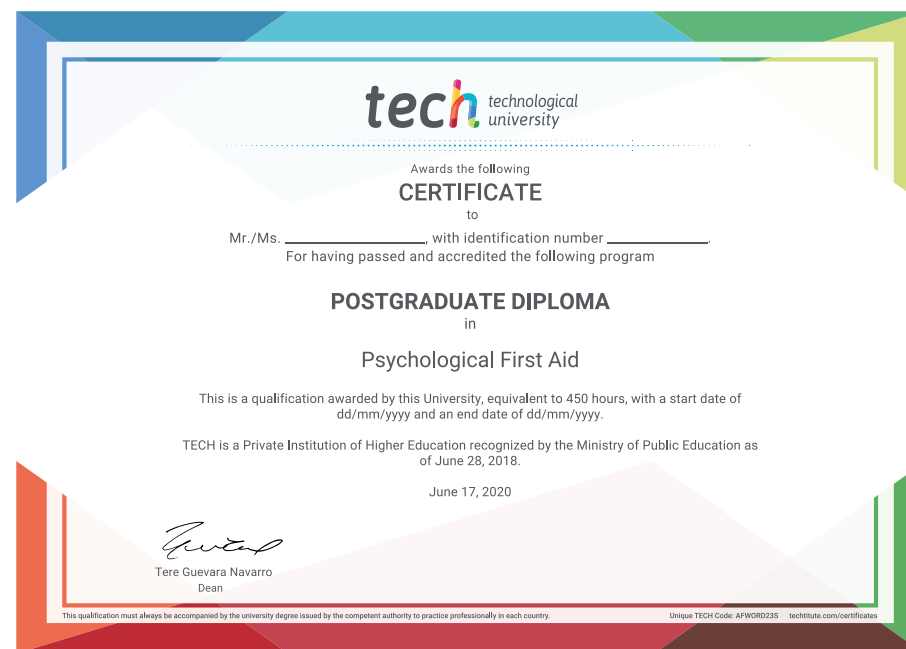 tech technological
university
Awards the following
CERTIFICATE
to
Mr./Ms. ____________________, with identification number ______________.
For having passed and accredited the following program
POSTGRADUATE DIPLOMA
in
Psychological First Aid
This is a qualification awarded by this University, equivalent to 450 hours, with a start date of
dd/mm/yyyy and an end date of dd/mm/yyyy.
TECH is a Private Institution of Higher Education recognized by the Ministry of Public Education as
of June 28, 2018.
June 17, 2020
Tere Guevara Navarro
Dean
This qualification must always be accompanied by the university degree issued by the competent authority to practice professionally in each country.
Unique TECH Code: AFWORD23S techtitute.com/certificates